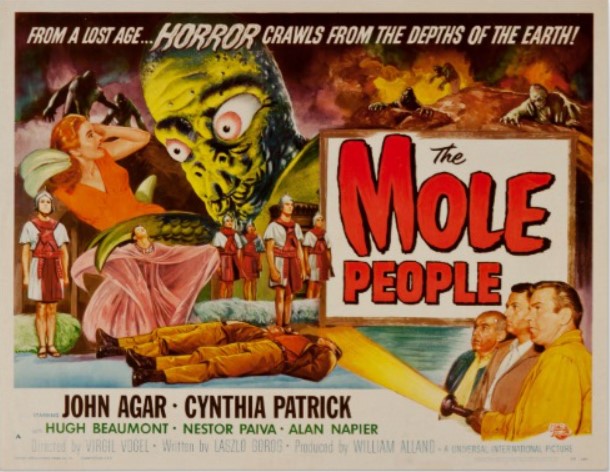 FROM A LOST AGE... HORROR CRAWLS FROM THE DEPTHS OF THE EARTH!
The
MOLE
PEOPLE
STARRING JOHN AGAR · CYNTHIA PATRICK
WITH HUGH BEAUMONT · NESTOR PAIVA · ALAN NAPIER
Directed by VIRGIL VOGEL · Written by LASZLO GOROG · Produced by WILLIAM ALLAND · A UNIVERSAL-INTERNATIONAL PICTURE